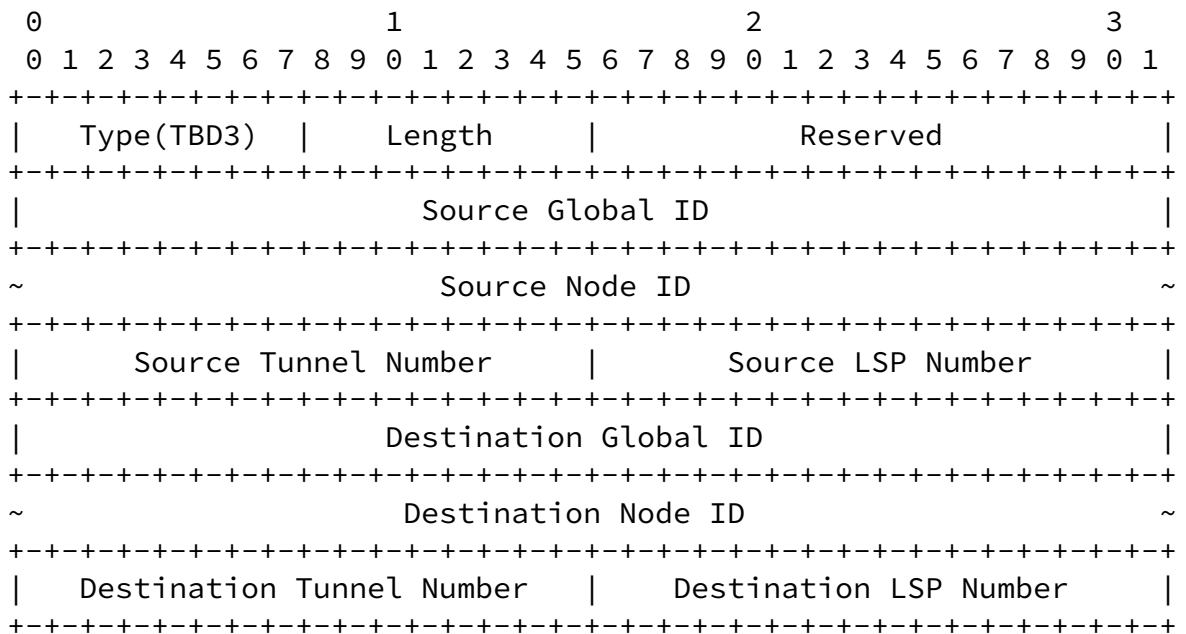 0                   1                   2                   3
 0 1 2 3 4 5 6 7 8 9 0 1 2 3 4 5 6 7 8 9 0 1 2 3 4 5 6 7 8 9 0 1
+-+-+-+-+-+-+-+-+-+-+-+-+-+-+-+-+-+-+-+-+-+-+-+-+-+-+-+-+-+-+-+-+
|   Type(TBD3)  |    Length     |           Reserved            |
+-+-+-+-+-+-+-+-+-+-+-+-+-+-+-+-+-+-+-+-+-+-+-+-+-+-+-+-+-+-+-+-+
|                      Source Global ID                         |
+-+-+-+-+-+-+-+-+-+-+-+-+-+-+-+-+-+-+-+-+-+-+-+-+-+-+-+-+-+-+-+-+
~                       Source Node ID                          ~
+-+-+-+-+-+-+-+-+-+-+-+-+-+-+-+-+-+-+-+-+-+-+-+-+-+-+-+-+-+-+-+-+
|      Source Tunnel Number     |       Source LSP Number       |
+-+-+-+-+-+-+-+-+-+-+-+-+-+-+-+-+-+-+-+-+-+-+-+-+-+-+-+-+-+-+-+-+
|                    Destination Global ID                      |
+-+-+-+-+-+-+-+-+-+-+-+-+-+-+-+-+-+-+-+-+-+-+-+-+-+-+-+-+-+-+-+-+
~                     Destination Node ID                       ~
+-+-+-+-+-+-+-+-+-+-+-+-+-+-+-+-+-+-+-+-+-+-+-+-+-+-+-+-+-+-+-+-+
|   Destination Tunnel Number   |    Destination LSP Number     |
+-+-+-+-+-+-+-+-+-+-+-+-+-+-+-+-+-+-+-+-+-+-+-+-+-+-+-+-+-+-+-+-+